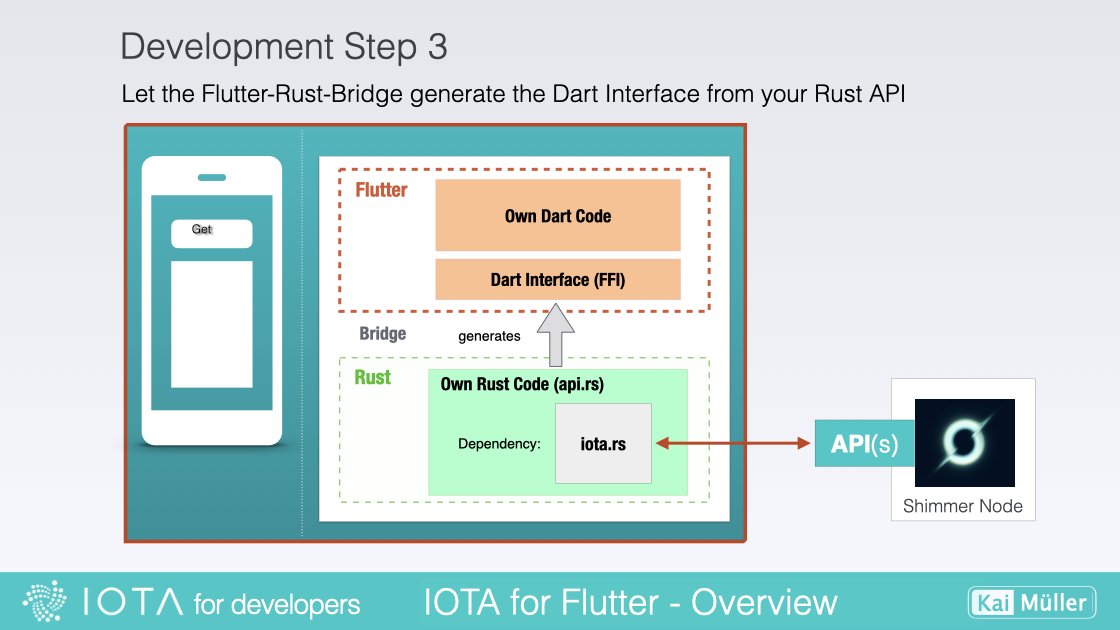 Development Step 3
Let the Flutter-Rust-Bridge generate the Dart Interface from your Rust API
Get
Flutter
Own Dart Code
Dart Interface (FFI)
Bridge
generates
Rust
Own Rust Code (api.rs)
Dependency:
iota.rs
API(s)
Shimmer Node
IOTA for developers
IOTA for Flutter - Overview
Kai Müller